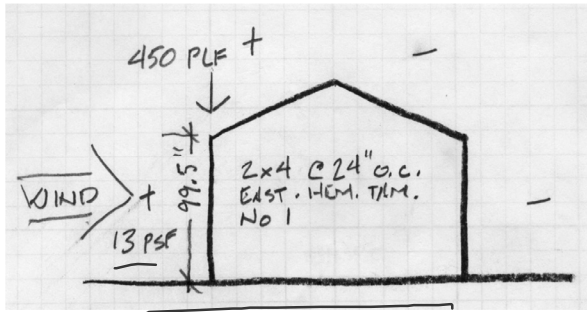 450 PLF +
−
99.5"
2x4 @ 24" o.c.
EAST. HEM. TAM.
NO 1
WIND +
13 PSF
−